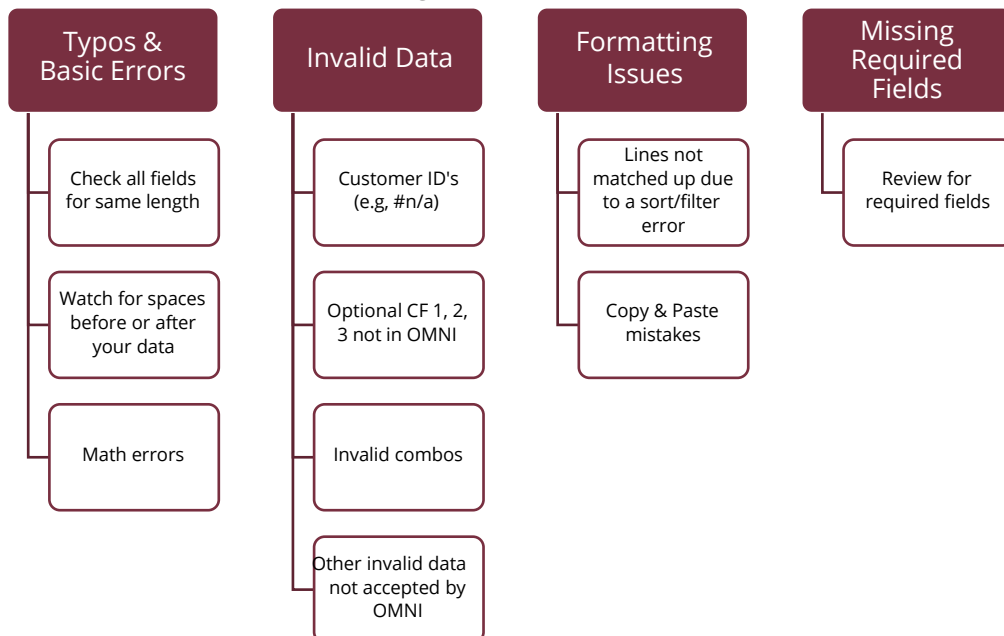 Typos &
Basic Errors
Check all fields
for same length
Watch for spaces
before or after
your data
Math errors
Invalid Data
Customer ID's
(e.g, #n/a)
Optional CF 1, 2,
3 not in OMNI
Invalid combos
Other invalid data
not accepted by
OMNI
Formatting
Issues
Lines not
matched up due
to a sort/filter
error
Copy & Paste
mistakes
Missing
Required
Fields
Review for
required fields